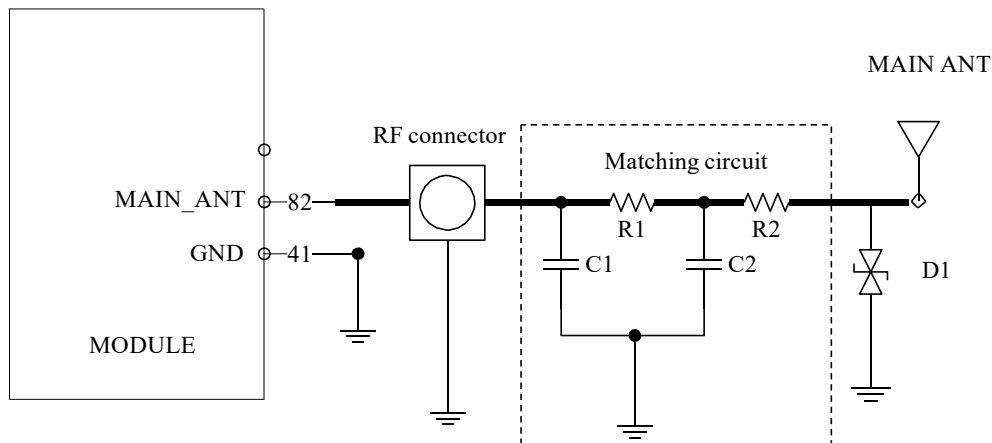 MAIN ANT
RF connector
Matching circuit
MAIN_ANT 82
R1 R2
GND 41
C1 C2 D1
MODULE